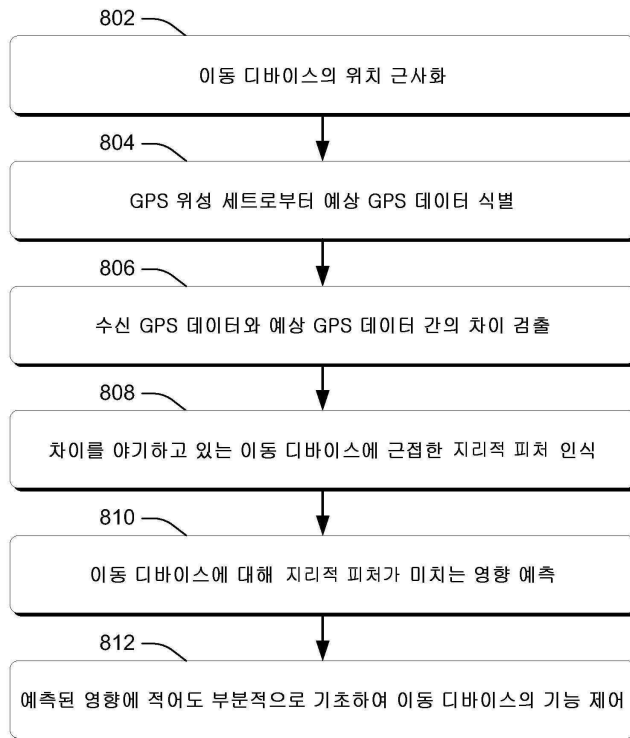 802
이동 디바이스의 위치 근사화
804
GPS 위성 세트로부터 예상 GPS 데이터 식별
806
수신 GPS 데이터와 예상 GPS 데이터 간의 차이 검출
808
차이를 야기하고 있는 이동 디바이스에 근접한 지리적 피처 인식
810
이동 디바이스에 대해 지리적 피처가 미치는 영향 예측
812
예측된 영향에 적어도 부분적으로 기초하여 이동 디바이스의 기능 제어